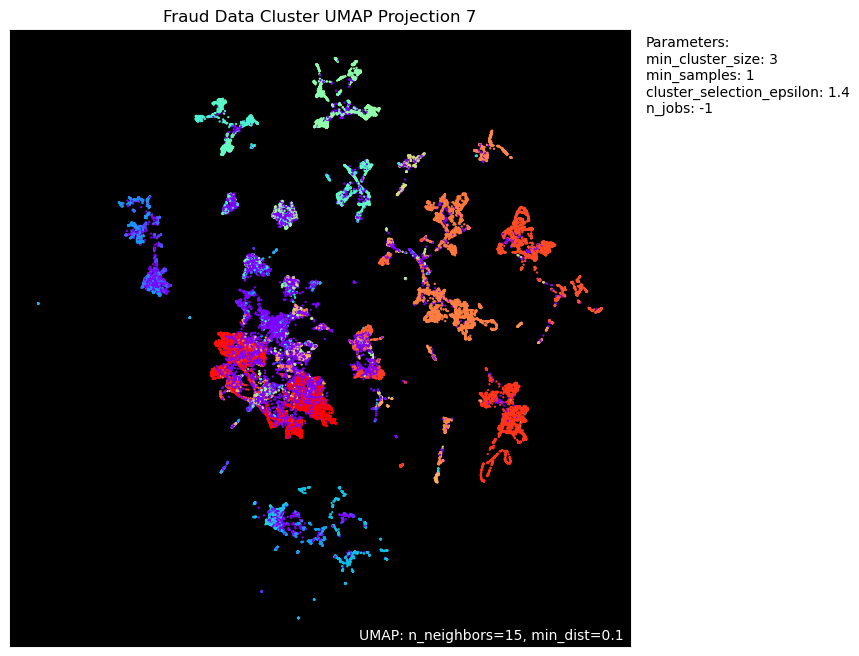 Fraud Data Cluster UMAP Projection 7
Parameters:
min_cluster_size: 3
min_samples: 1
cluster_selection_epsilon: 1.4
n_jobs: -1
UMAP: n_neighbors=15, min_dist=0.1